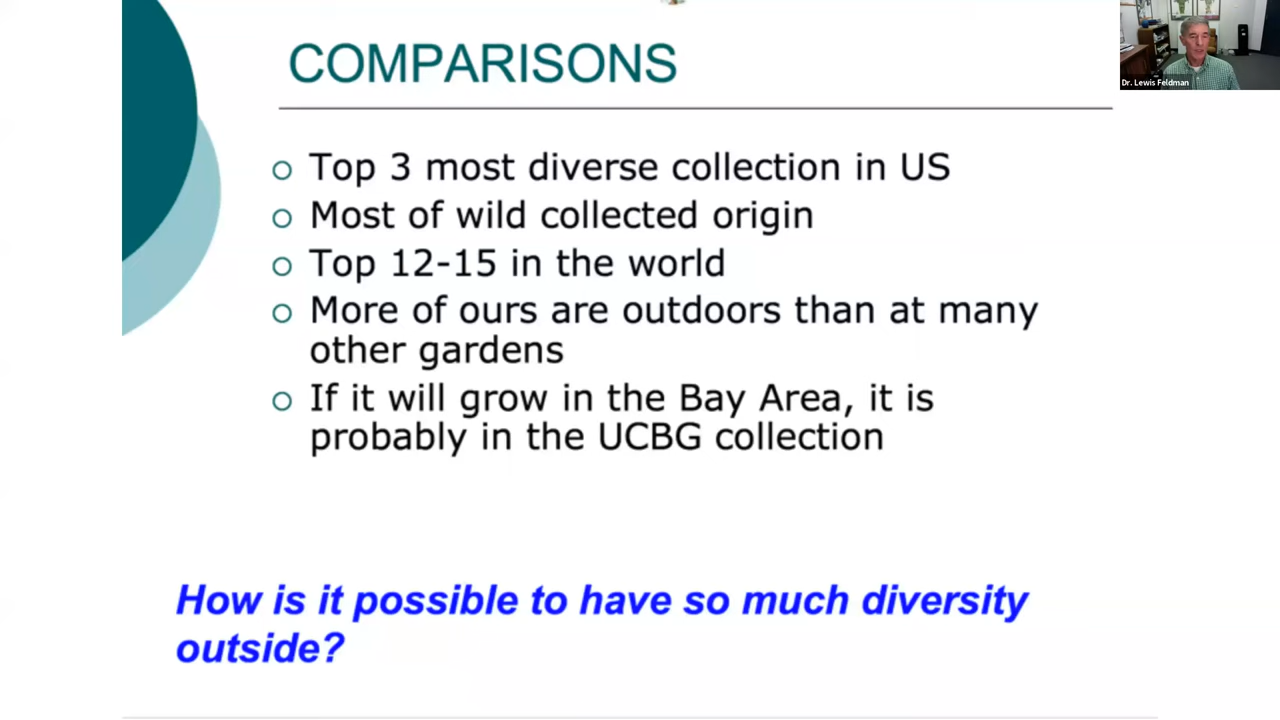 COMPARISONS
Dr. Lewis Feldman
Top 3 most diverse collection in US
Most of wild collected origin
Top 12-15 in the world
More of ours are outdoors than at many
other gardens
If it will grow in the Bay Area, it is
probably in the UCBG collection
How is it possible to have so much diversity
outside?